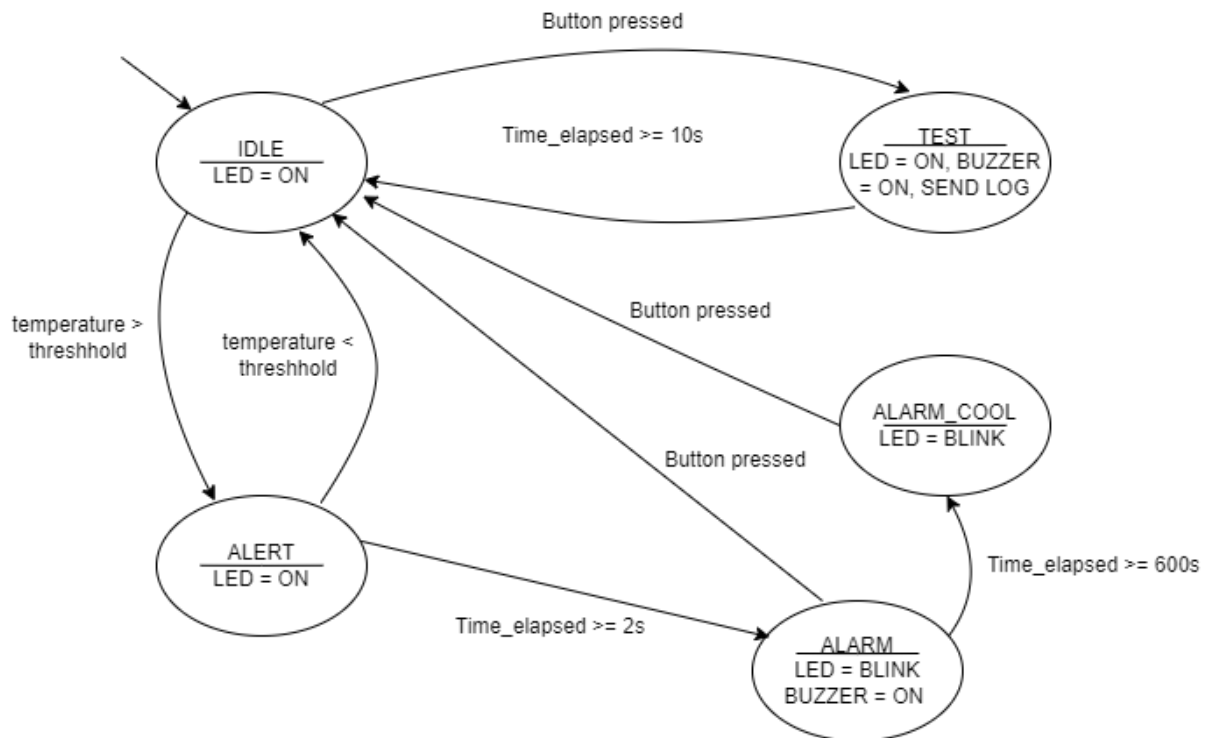 Button pressed
IDLE
LED = ON
Time_elapsed >= 10s
TEST
LED = ON, BUZZER
= ON, SEND LOG
temperature >
threshhold
temperature <
threshhold
Button pressed
ALARM_COOL
LED = BLINK
Button pressed
ALERT
LED = ON
Time_elapsed >= 600s
Time_elapsed >= 2s
ALARM
LED = BLINK
BUZZER = ON